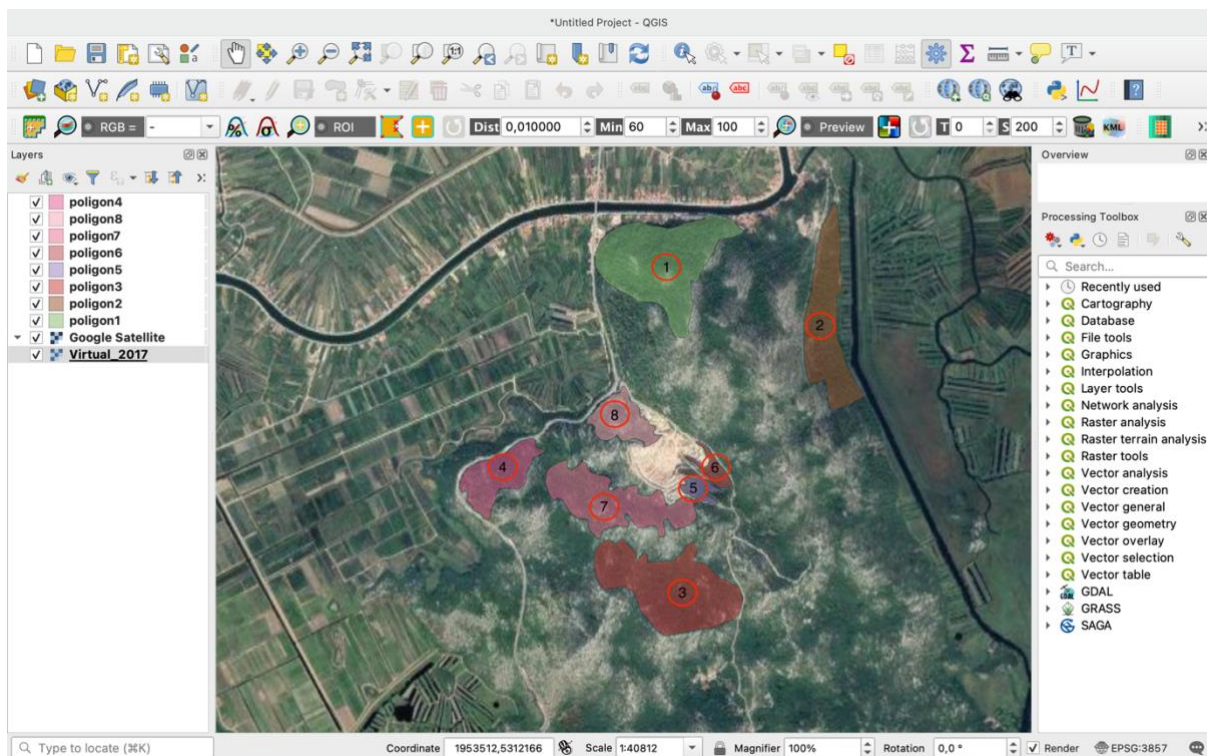 *Untitled Project - QGIS
1:1
T
abc
abc
RGB = - ROI Dist 0,010000 Min 60 Max 100 Preview T 0 S 200 KML
Layers
poligon4
poligon8
poligon7
poligon6
poligon5
poligon3
poligon2
poligon1
Google Satellite
Virtual_2017
1
2
8
4
6
5
7
3
Overview
Processing Toolbox
Search...
Recently used
Cartography
Database
File tools
Graphics
Interpolation
Layer tools
Network analysis
Raster analysis
Raster terrain analysis
Raster tools
Vector analysis
Vector creation
Vector general
Vector geometry
Vector overlay
Vector selection
Vector table
GDAL
GRASS
SAGA
Type to locate (⌘K) Coordinate 1953512,5312166 Scale 1:40812 Magnifier 100% Rotation 0,0 ° Render EPSG:3857